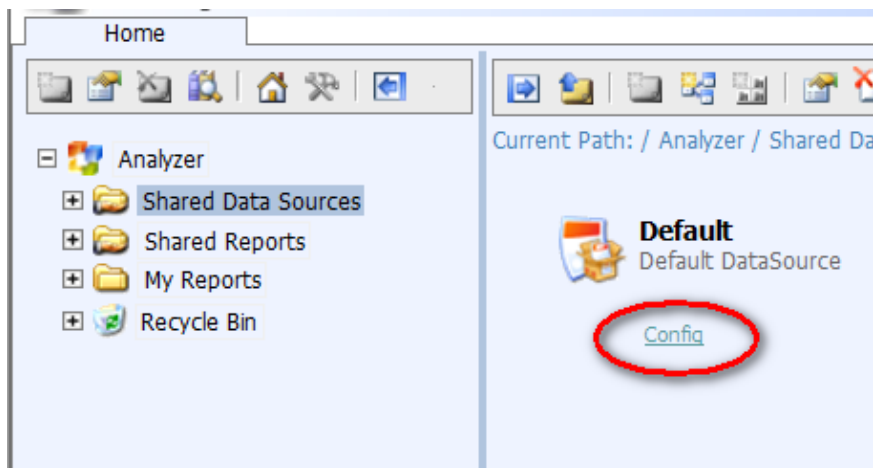 Home
Current Path: / Analyzer / Shared Da
Analyzer
Shared Data Sources
Shared Reports
My Reports
Recycle Bin
Default
Default DataSource
Config